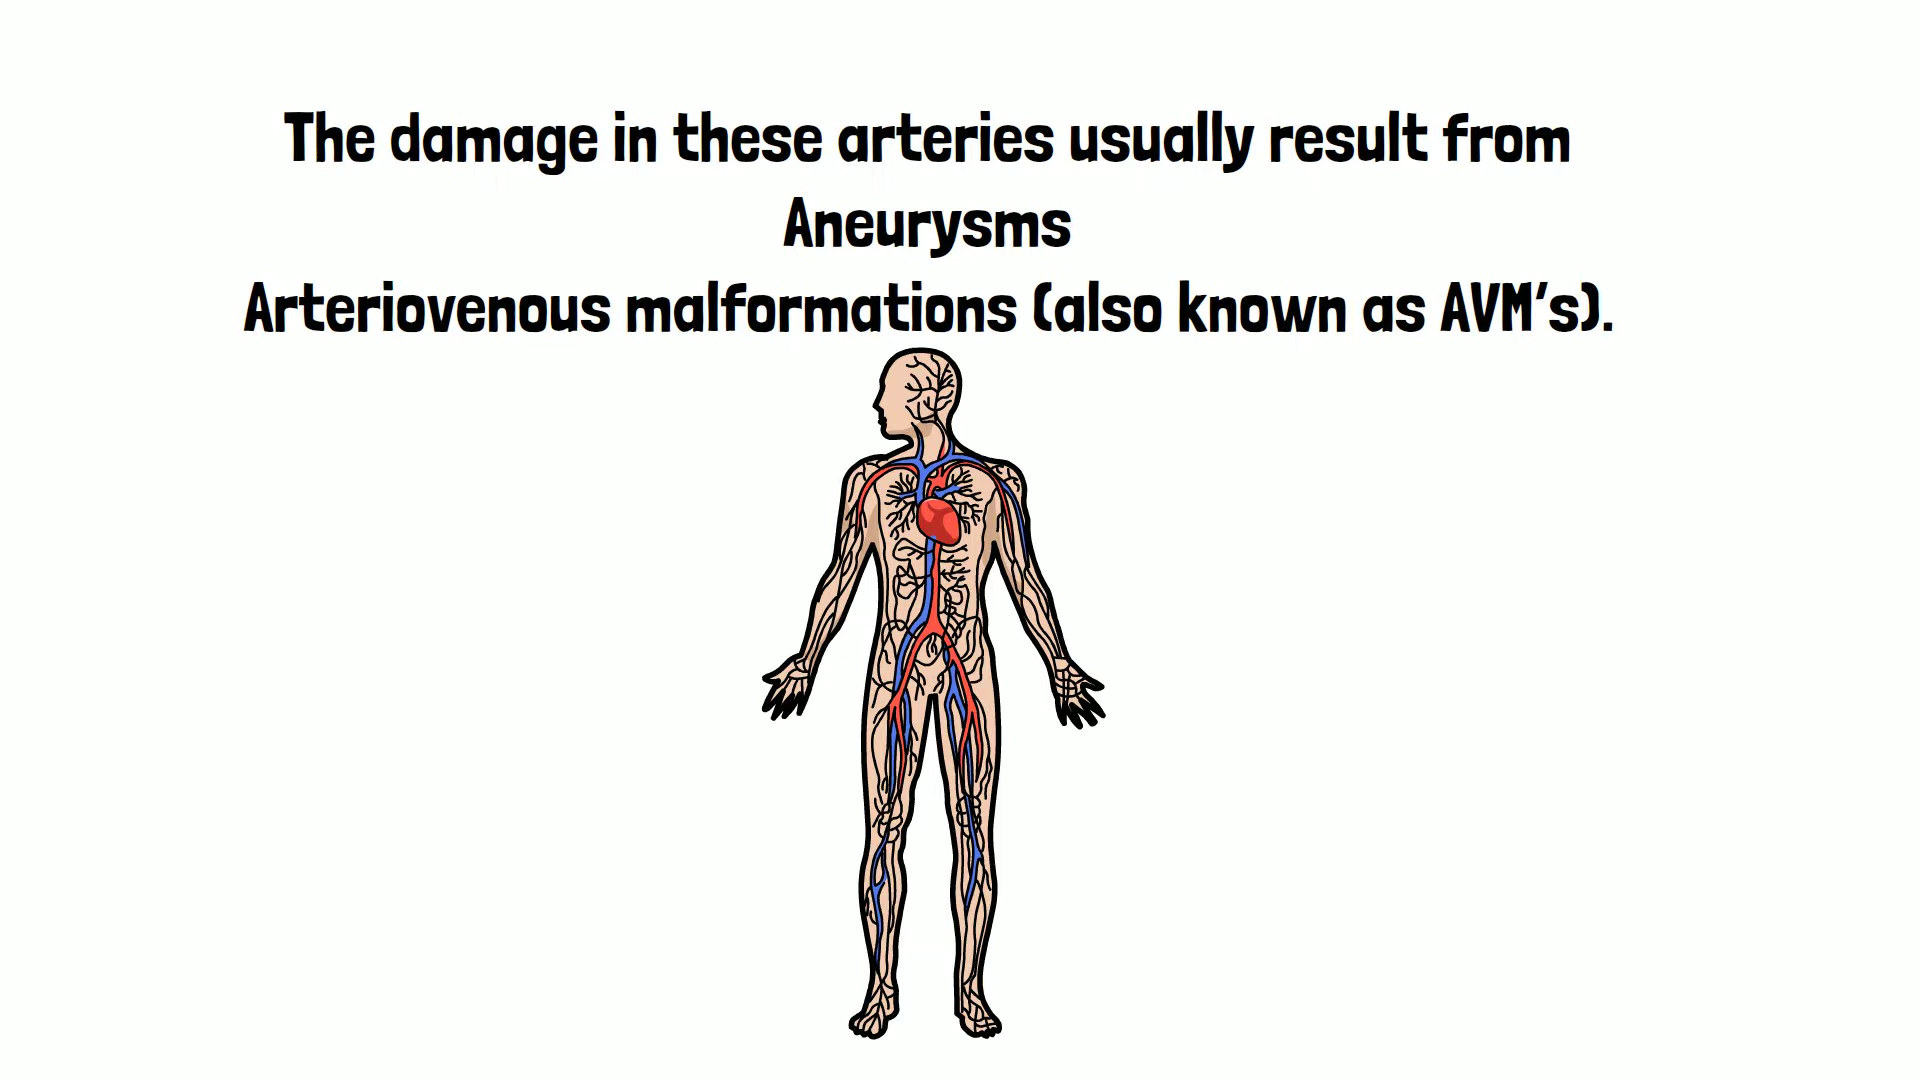 The damage in these arteries usually result from
Aneurysms
Arteriovenous malformations (also known as AVM's).